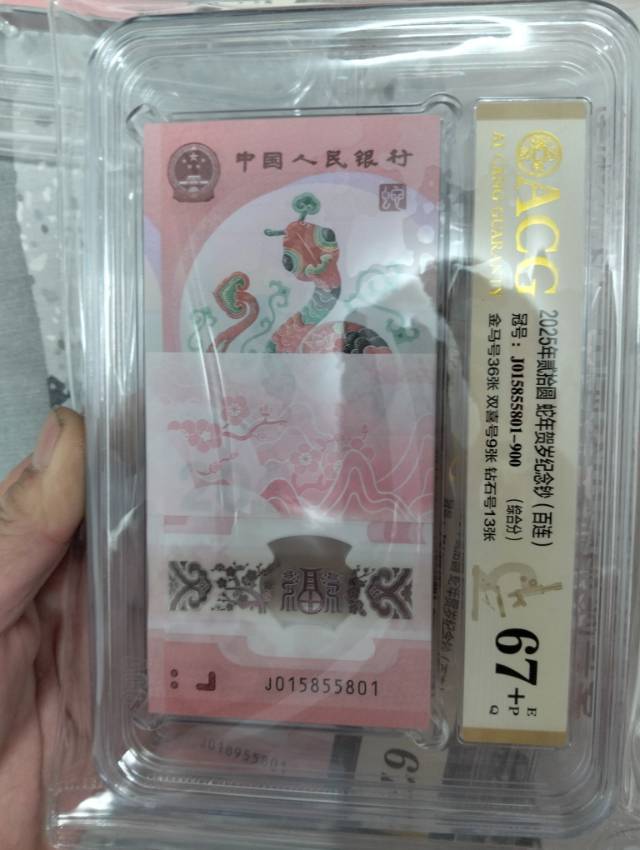 中国人民银行
J015855801
ACG
2025年贰拾圆 蛇年贺岁纪念钞（百连）
冠号：J015855801-900
（综合分）
金马号36张 双喜号9张 钻石号13张
67+
E
P
Q
J018955801